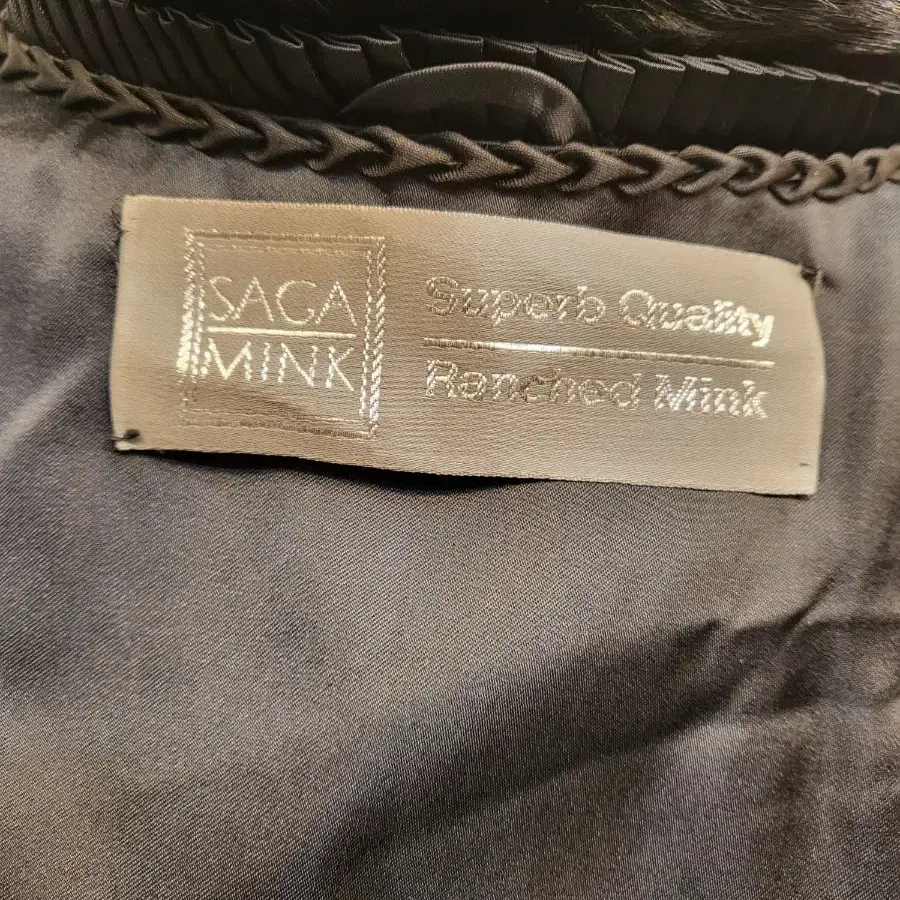 SAGA
MINK
Superb Quality
Ranched Mink